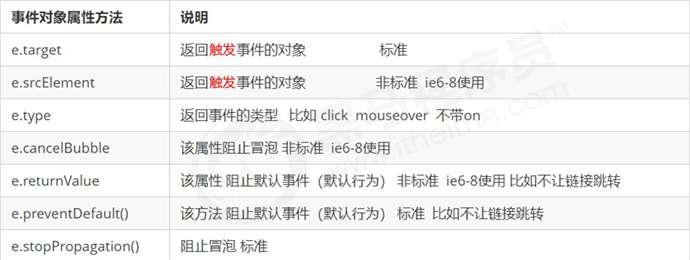 事件对象属性方法 说明
e.target 返回触发事件的对象 标准
e.srcElement 返回触发事件的对象 非标准 ie6-8使用
e.type 返回事件的类型 比如 click mouseover 不带on
e.cancelBubble 该属性阻止冒泡 非标准 ie6-8使用
e.returnValue 该属性 阻止默认事件（默认行为） 非标准 ie6-8使用 比如不让链接跳转
e.preventDefault() 该方法 阻止默认事件（默认行为） 标准 比如不让链接跳转
e.stopPropagation() 阻止冒泡 标准
黑马程序员
www.itheima.com